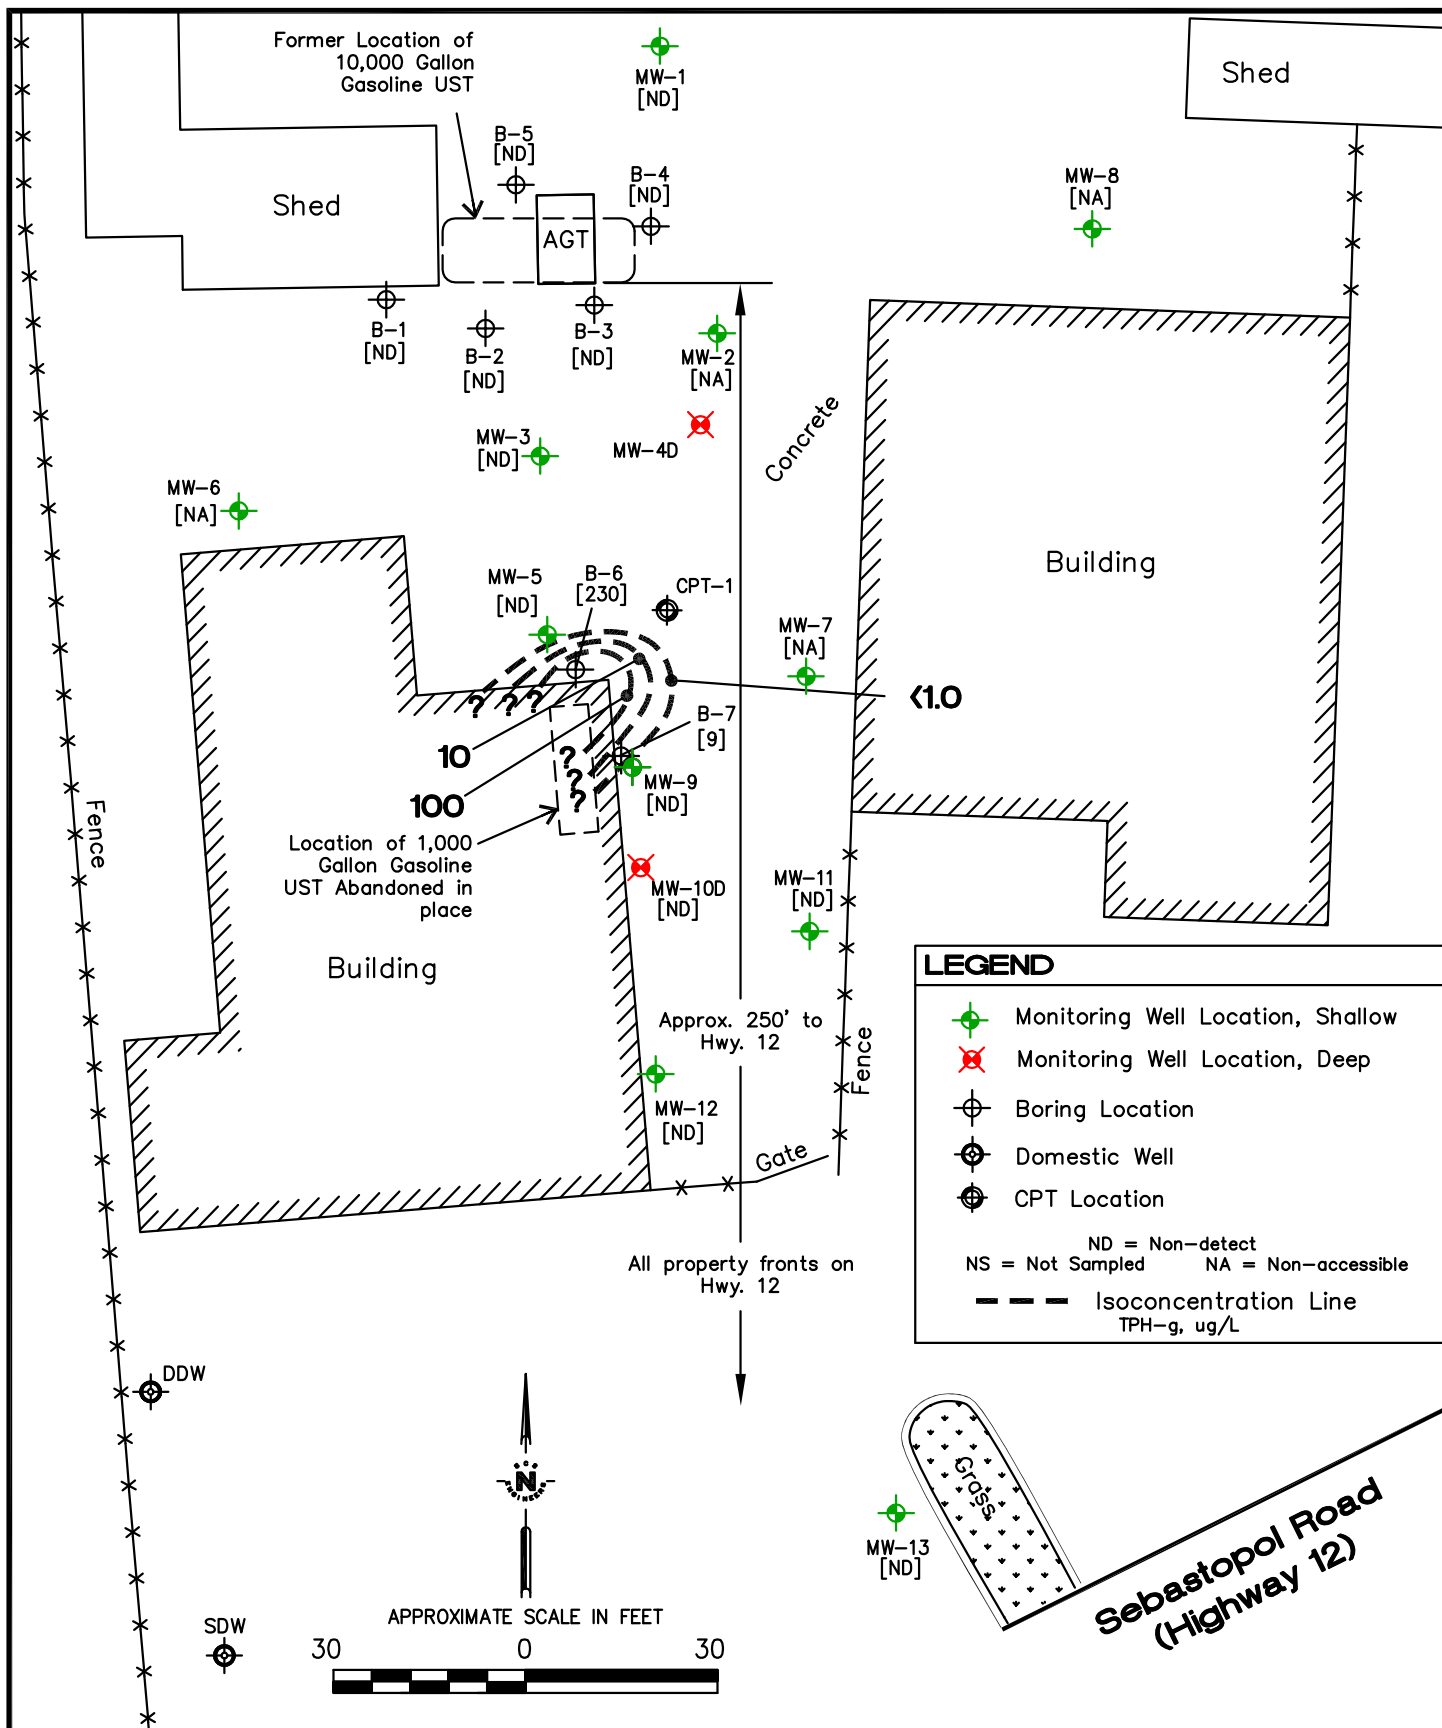 Former Location of
10,000 Gallon
Gasoline UST
MW-1
[ND]
Shed
B-5
[ND]
B-4
[ND]
MW-8
[NA]
Shed
AGT
B-1
[ND]
B-2
[ND]
B-3
[ND]
MW-2
[NA]
Concrete
MW-3
[ND]
MW-4D
MW-6
[NA]
Building
MW-5
[ND]
B-6
[230]
CPT-1
MW-7
[NA]
<1.0
? ? ?
B-7
[9]
10
?
?
?
100
MW-9
[ND]
Fence
Location of 1,000
Gallon Gasoline
UST Abandoned in
place
MW-10D
[ND]
MW-11
[ND]
Building
LEGEND
Monitoring Well Location, Shallow
Monitoring Well Location, Deep
Boring Location
Domestic Well
CPT Location
ND = Non-detect
NS = Not Sampled NA = Non-accessible
Isoconcentration Line
TPH-g, ug/L
Approx. 250' to
Hwy. 12
Fence
MW-12
[ND]
Gate
All property fronts on
Hwy. 12
DDW
SCS
N
ENGINEERS
Grass
MW-13
[ND]
Sebastopol Road
(Highway 12)
SDW
APPROXIMATE SCALE IN FEET
30 0 30